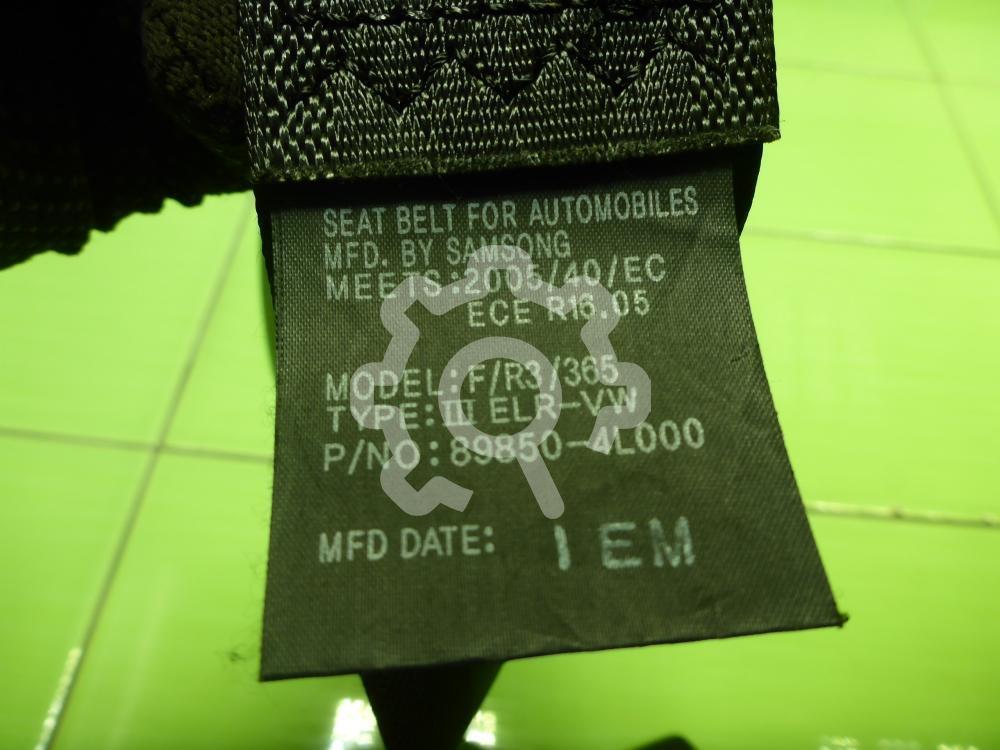 SEAT BELT FOR AUTOMOBILES
MFD. BY SAMSONG
MEETS:2005/40/EC
ECE R16.05
MODEL:F/R3/365
TYPE:III ELR-VW
P/NO:89850-4L000
MFD DATE: I EM